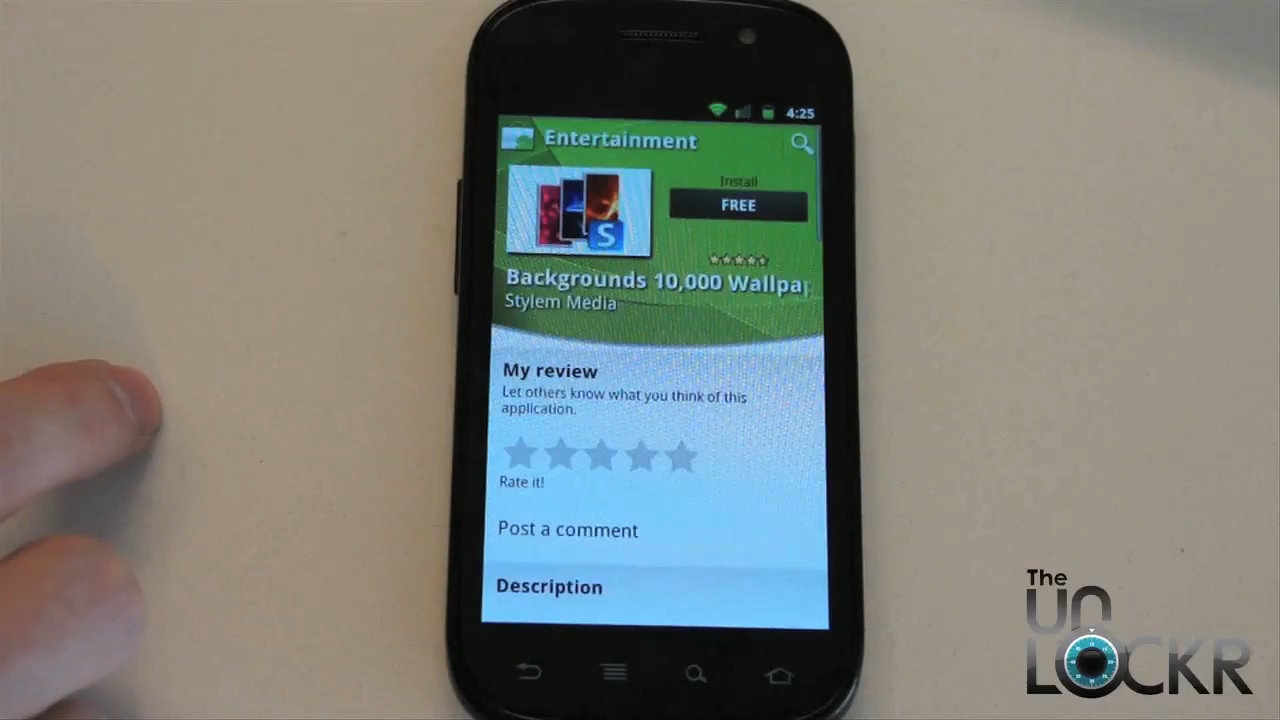 4:25
Entertainment
Install
FREE
S
Backgrounds 10,000 Wallpa
Stylem Media
My review
Let others know what you think of this
application.
Rate it!
Post a comment
Description
The
UN
LOCKR